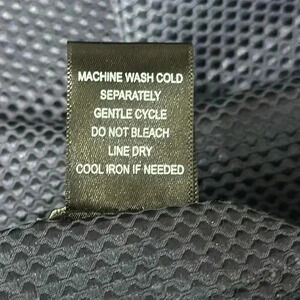 MACHINE WASH COLD
SEPARATELY
GENTLE CYCLE
DO NOT BLEACH
LINE DRY
COOL IRON IF NEEDED